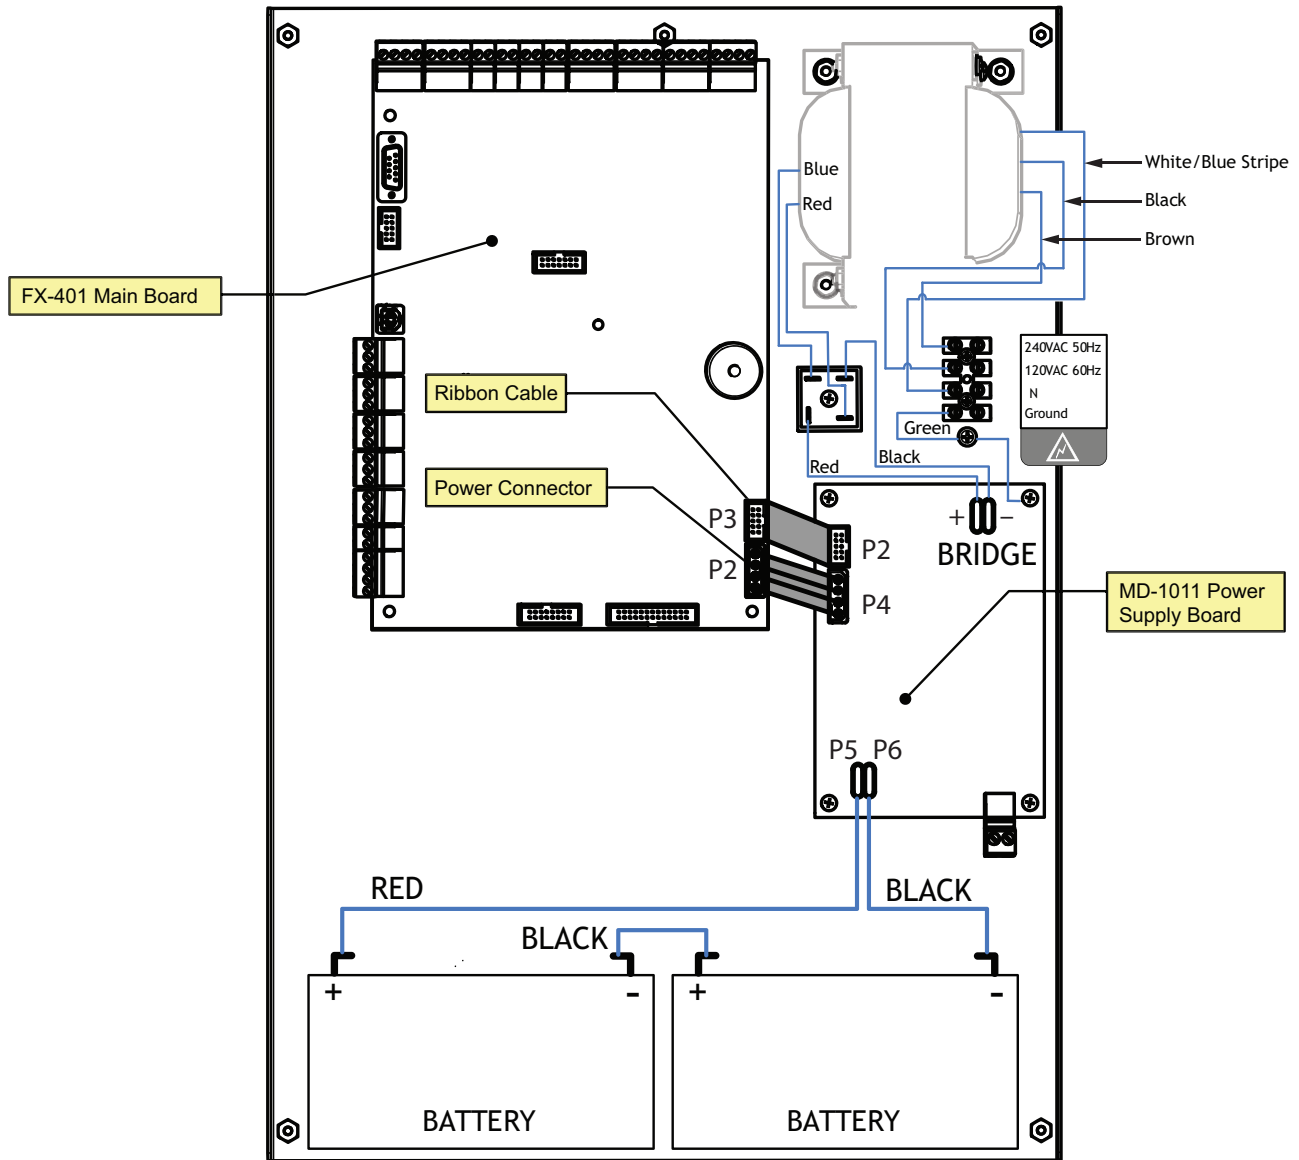 White/Blue Stripe
Blue
Black
Red
Brown
FX-401 Main Board
240VAC 50Hz
120VAC 60Hz
N
Ground
Ribbon Cable
Green
Black
Red
Power Connector
P3
+ −
P2
BRIDGE
P2
P4
MD-1011 Power
Supply Board
P5 P6
RED
BLACK
BLACK
+ - + -
BATTERY
BATTERY